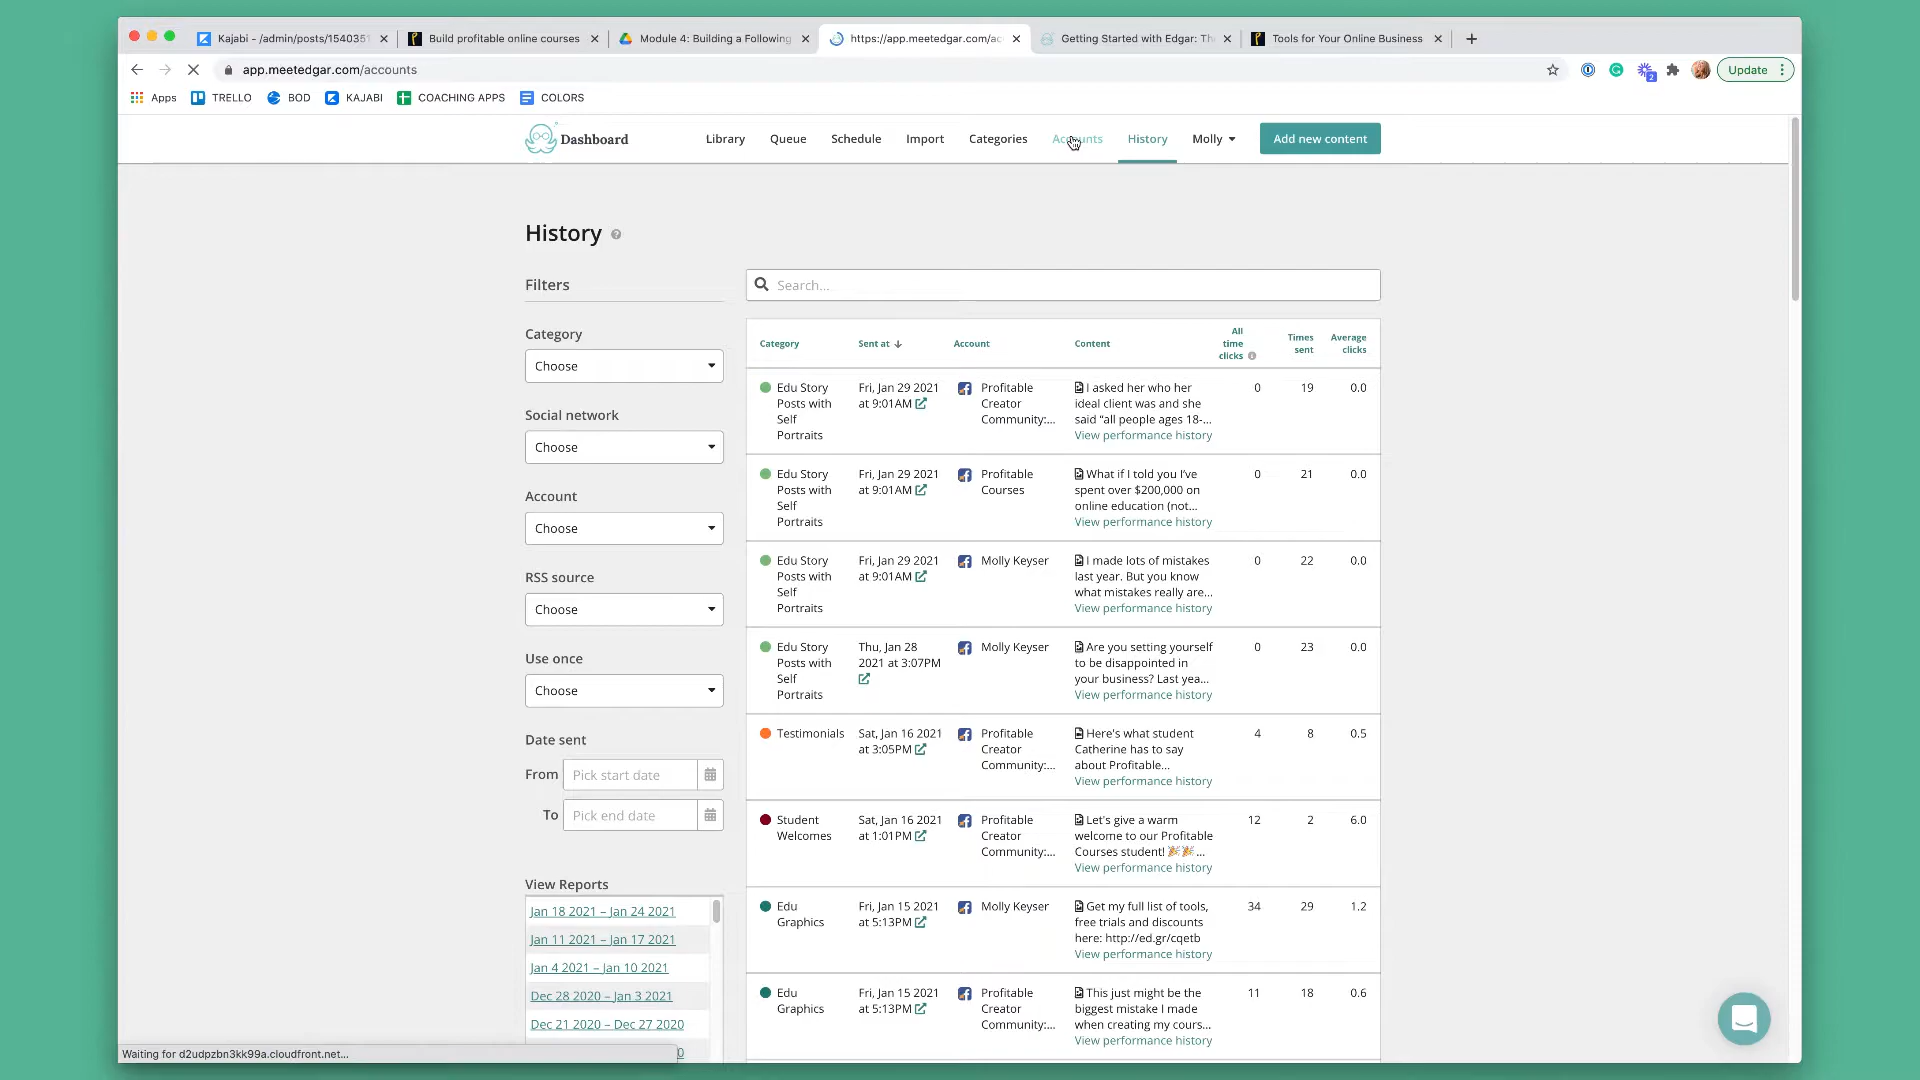 Kajabi - /admin/posts/1540351
Build profitable online courses
Module 4: Building a Following
https://app.meetedgar.com/ac
Getting Started with Edgar: Th
Tools for Your Online Business
app.meetedgar.com/accounts
Update
Apps
TRELLO
BOD
KAJABI
COACHING APPS
COLORS
Dashboard
Library
Queue
Schedule
Import
Categories
Accounts
History
Molly
Add new content
History
Filters
Search...
Category
Choose
Social network
Choose
Account
Choose
RSS source
Choose
Use once
Choose
Date sent
From
Pick start date
To
Pick end date
View Reports
Jan 18 2021 – Jan 24 2021
Jan 11 2021 – Jan 17 2021
Jan 4 2021 – Jan 10 2021
Dec 28 2020 – Jan 3 2021
Dec 21 2020 – Dec 27 2020
Category
Sent at
Account
Content
All
time
clicks
Times
sent
Average
clicks
Edu Story
Posts with
Self
Portraits
Fri, Jan 29 2021
at 9:01AM
Profitable
Creator
Community:...
I asked her who her
ideal client was and she
said “all people ages 18-...
View performance history
0
19
0.0
Edu Story
Posts with
Self
Portraits
Fri, Jan 29 2021
at 9:01AM
Profitable
Courses
What if I told you I’ve
spent over $200,000 on
online education (not...
View performance history
0
21
0.0
Edu Story
Posts with
Self
Portraits
Fri, Jan 29 2021
at 9:01AM
Molly Keyser
I made lots of mistakes
last year. But you know
what mistakes really are...
View performance history
0
22
0.0
Edu Story
Posts with
Self
Portraits
Thu, Jan 28
2021 at 3:07PM
Molly Keyser
Are you setting yourself
to be disappointed in
your business? Last yea...
View performance history
0
23
0.0
Testimonials
Sat, Jan 16 2021
at 3:05PM
Profitable
Creator
Community:...
Here's what student
Catherine has to say
about Profitable...
View performance history
4
8
0.5
Student
Welcomes
Sat, Jan 16 2021
at 1:01PM
Profitable
Creator
Community:...
Let's give a warm
welcome to our Profitable
Courses student! 🎉🎉 ...
View performance history
12
2
6.0
Edu
Graphics
Fri, Jan 15 2021
at 5:13PM
Molly Keyser
Get my full list of tools,
free trials and discounts
here: http://ed.gr/cqetb
View performance history
34
29
1.2
Edu
Graphics
Fri, Jan 15 2021
at 5:13PM
Profitable
Creator
Community:...
This just might be the
biggest mistake I made
when creating my cours...
View performance history
11
18
0.6
Waiting for d2udpzbn3kk99a.cloudfront.net...